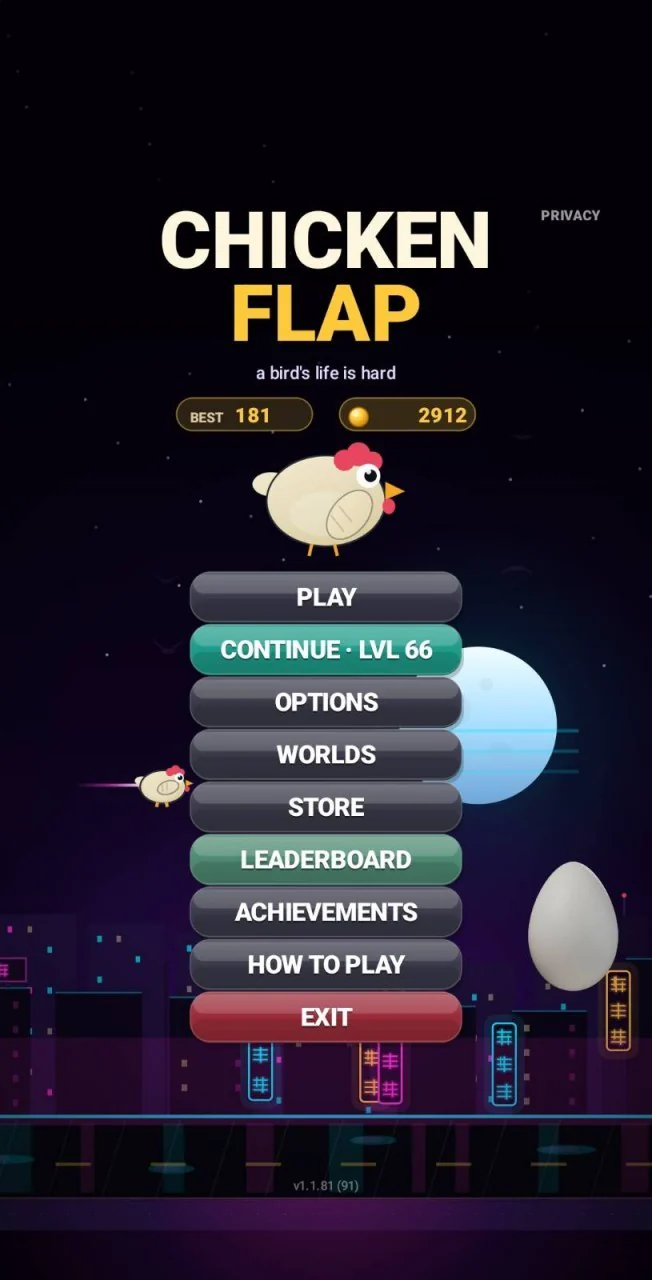 PRIVACY
CHICKEN
FLAP
a bird's life is hard
BEST 181
2912
PLAY
CONTINUE · LVL 66
OPTIONS
WORLDS
STORE
LEADERBOARD
ACHIEVEMENTS
HOW TO PLAY
EXIT
v1.1.81 (91)